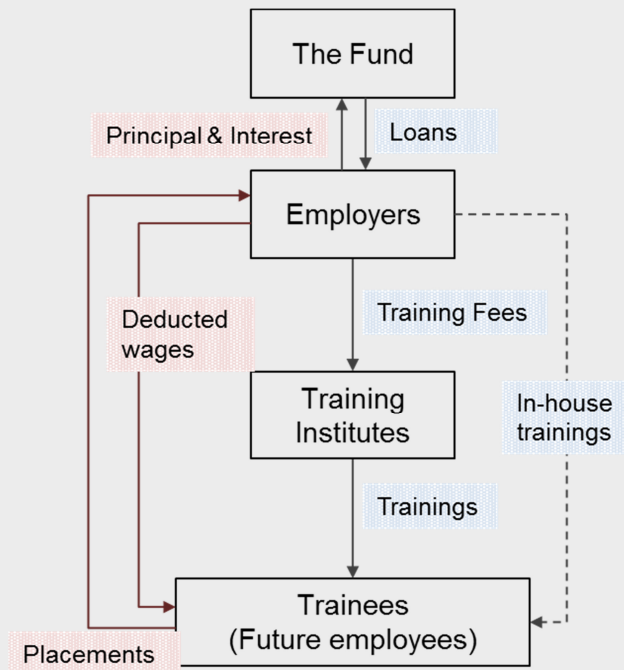 The Fund
Principal & Interest
Loans
Employers
Training Fees
Deducted
wages
Training
Institutes
In-house
trainings
Trainings
Trainees
(Future employees)
Placements